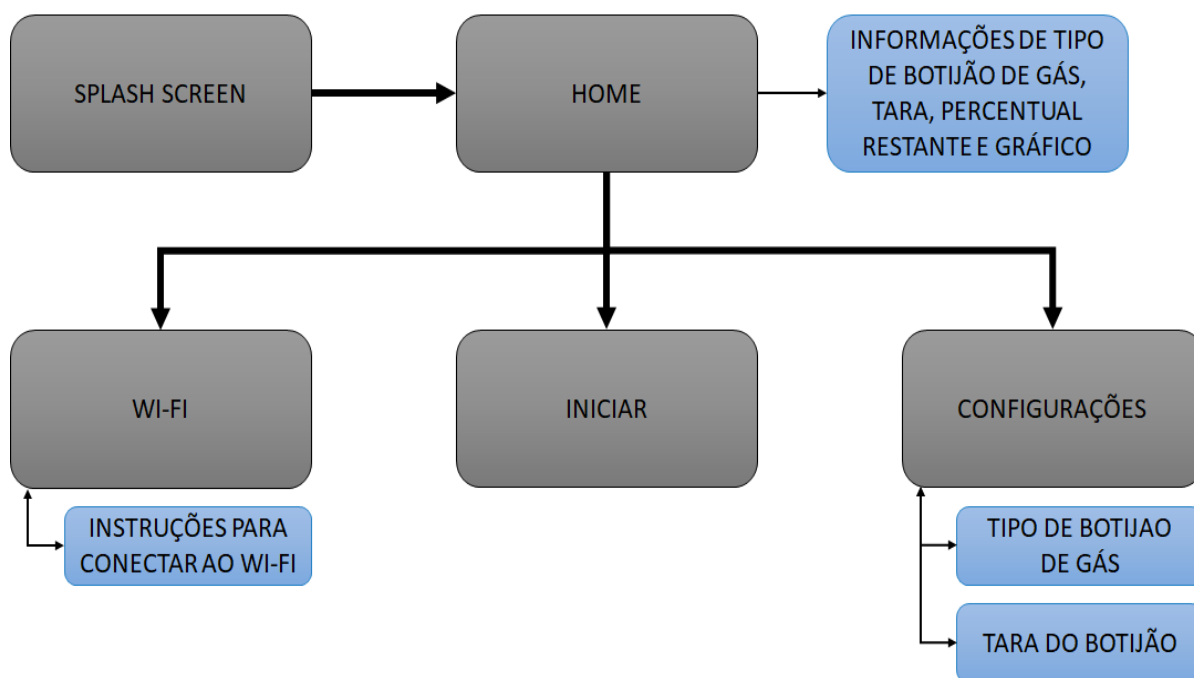 SPLASH SCREEN
HOME
INFORMAÇÕES DE TIPO
DE BOTIJÃO DE GÁS,
TARA, PERCENTUAL
RESTANTE E GRÁFICO
WI-FI
INICIAR
CONFIGURAÇÕES
INSTRUÇÕES PARA
CONECTAR AO WI-FI
TIPO DE BOTIJAO
DE GÁS
TARA DO BOTIJÃO